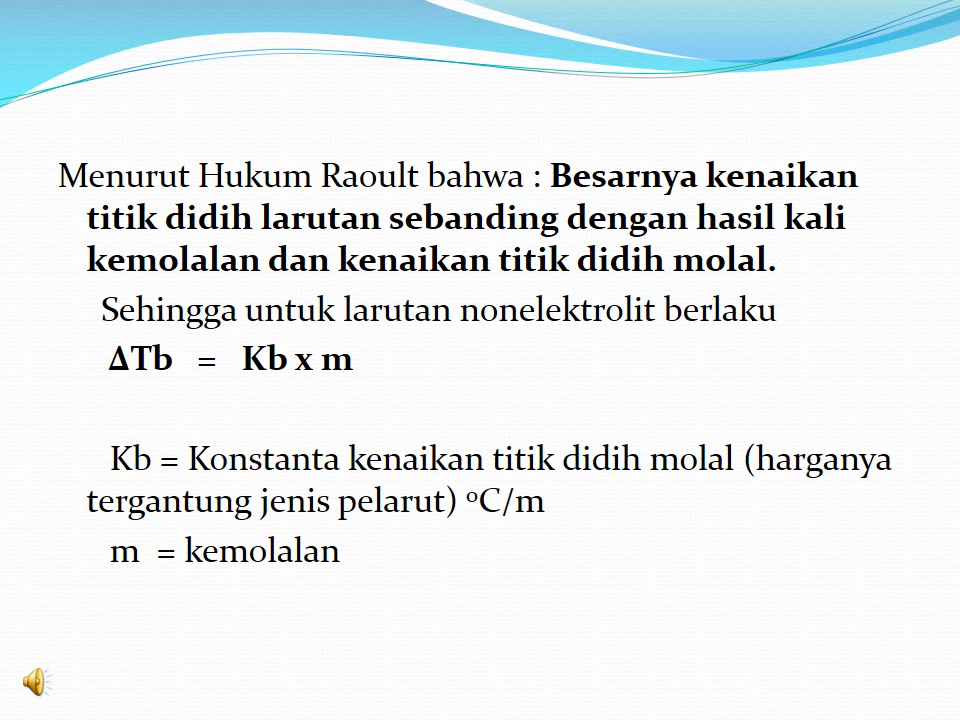 Menurut Hukum Raoult bahwa : Besarnya kenaikan
titik didih larutan sebanding dengan hasil kali
kemolalan dan kenaikan titik didih molal.
Sehingga untuk larutan nonelektrolit berlaku
ΔTb = Kb x m
Kb = Konstanta kenaikan titik didih molal (harganya
tergantung jenis pelarut) ⁰C/m
m = kemolalan